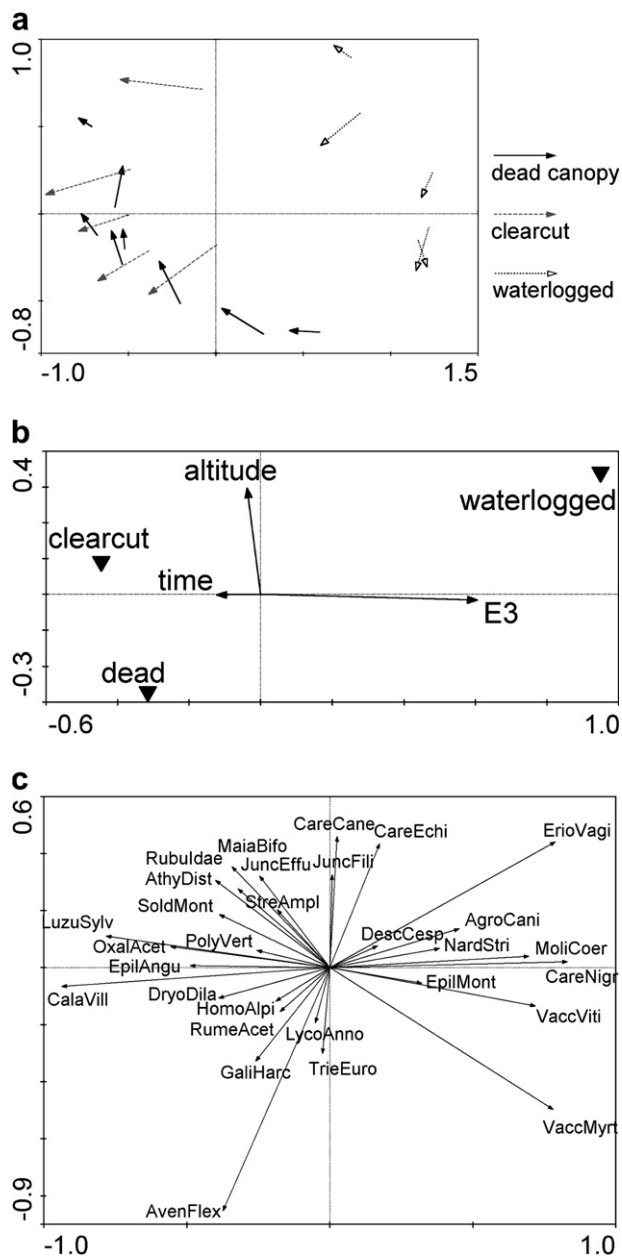 a
1.0
dead canopy
clearcut
waterlogged
-0.8
-1.0
1.5
b
0.4
altitude
waterlogged
clearcut
time
E3
dead
-0.3
-0.6
1.0
c
0.6
CareCane
CareEchi
ErioVagi
MaiaBifo
RubuIdae
JuncEffu
JuncFili
AthyDist
StreAmpl
SoldMont
AgroCani
LuzuSylv
DescCesp
OxalAcet
PolyVert
NardStri
MoliCoer
EpilAngu
CareNigr
CalaVill
DryoDila
EpilMont
HomoAlpi
VaccViti
RumeAcet
LycoAnno
GaliHarc
TrieEuro
VaccMyrt
AvenFlex
-0.9
-1.0
1.0